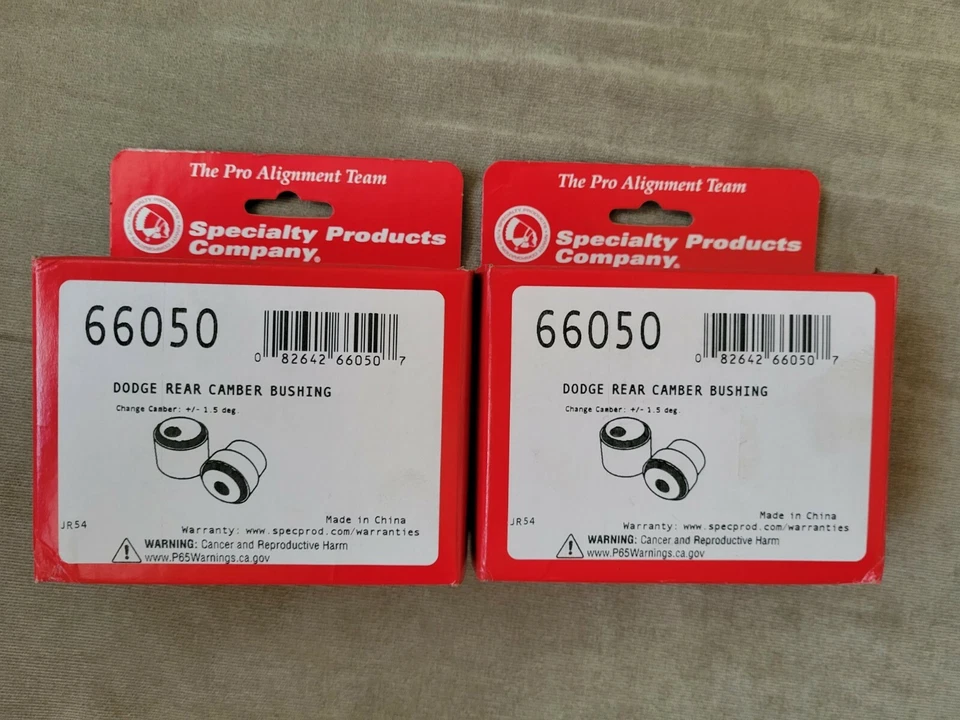 The Pro Alignment Team
Specialty Products
Company®
66050
0 82642 66050 7
DODGE REAR CAMBER BUSHING
Change Camber: +/- 1.5 deg.
Made in China
JR54
Warranty: www.specprod.com/warranties
WARNING: Cancer and Reproductive Harm
www.P65Warnings.ca.gov
The Pro Alignment Team
Specialty Products
Company®
66050
0 82642 66050 7
DODGE REAR CAMBER BUSHING
Change Camber: +/- 1.5 deg.
Made in China
JR54
Warranty: www.specprod.com/warranties
WARNING: Cancer and Reproductive Harm
www.P65Warnings.ca.gov